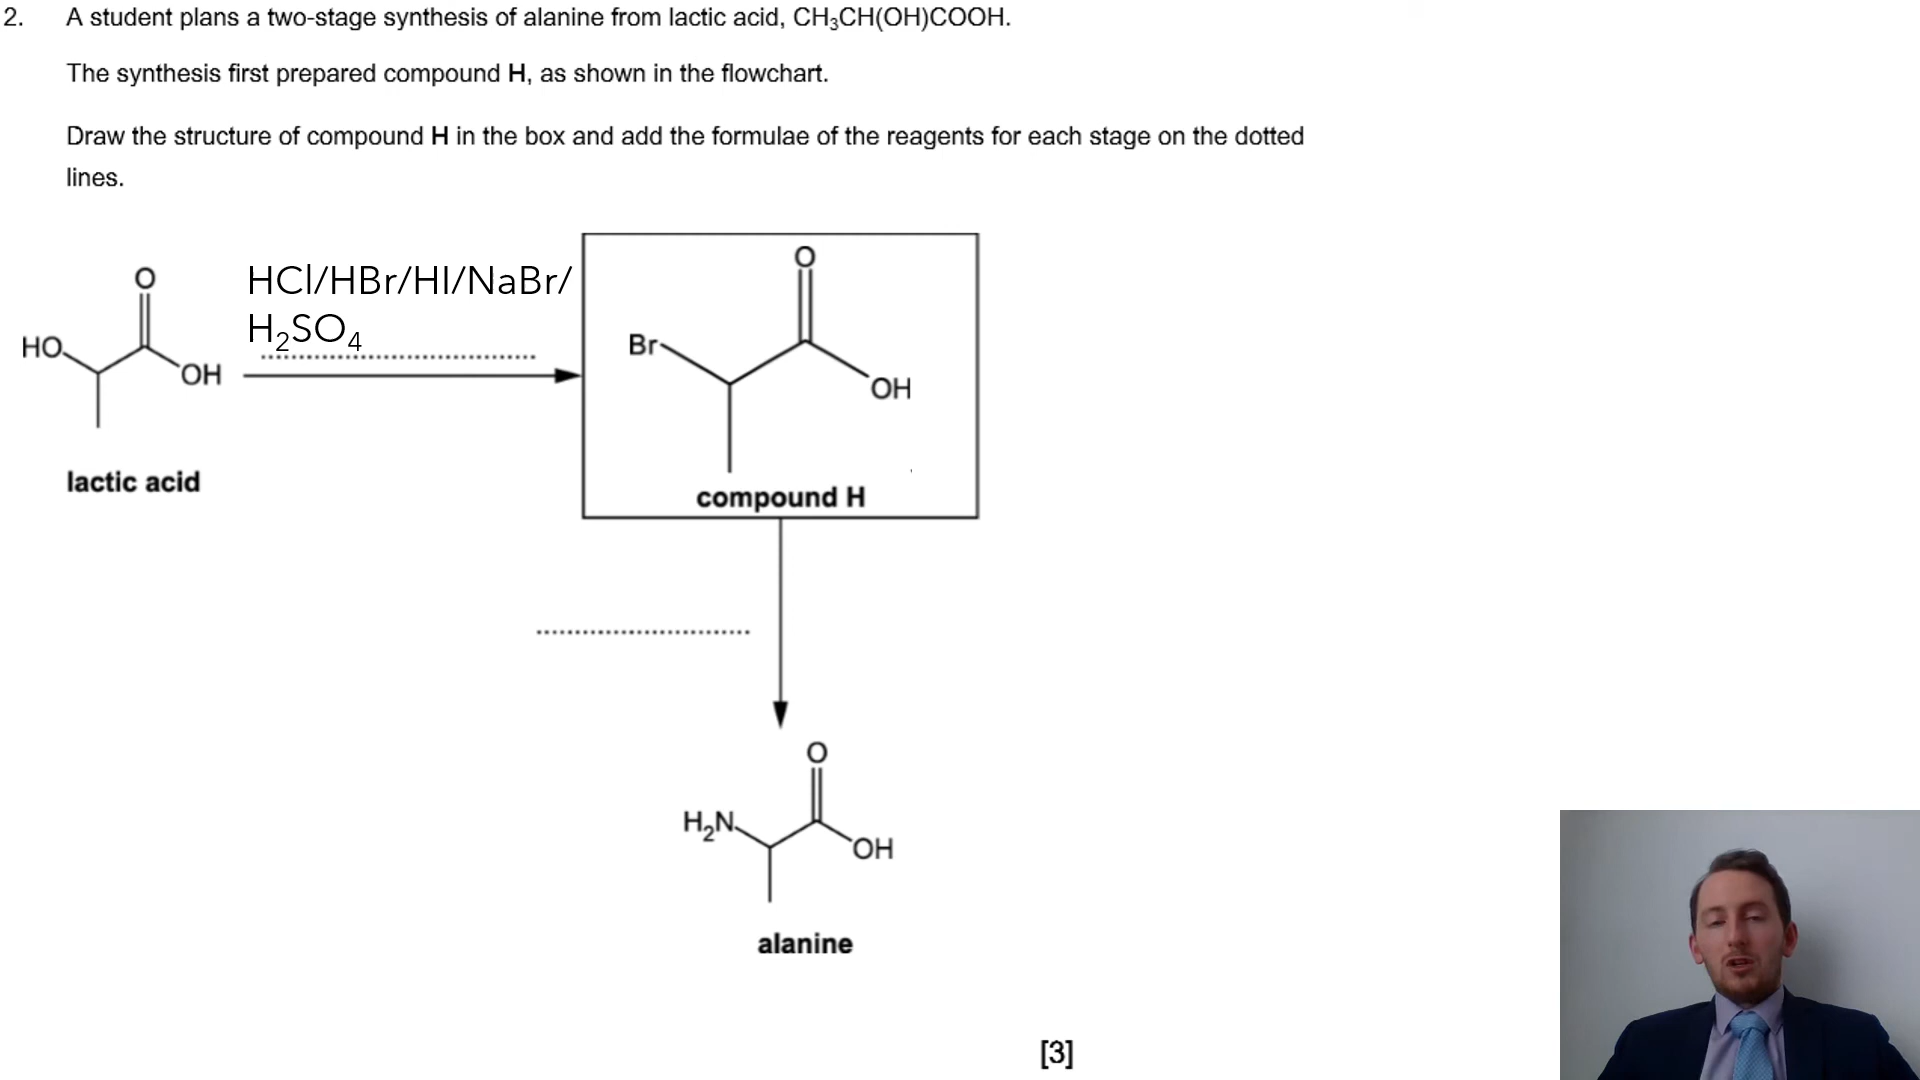 2. A student plans a two-stage synthesis of alanine from lactic acid, CH₃CH(OH)COOH.
The synthesis first prepared compound H, as shown in the flowchart.
Draw the structure of compound H in the box and add the formulae of the reagents for each stage on the dotted
lines.
O
HO
OH
lactic acid
HCl/HBr/HI/NaBr/
H₂SO₄
O
Br
OH
compound H
O
H₂N
OH
alanine
[3]